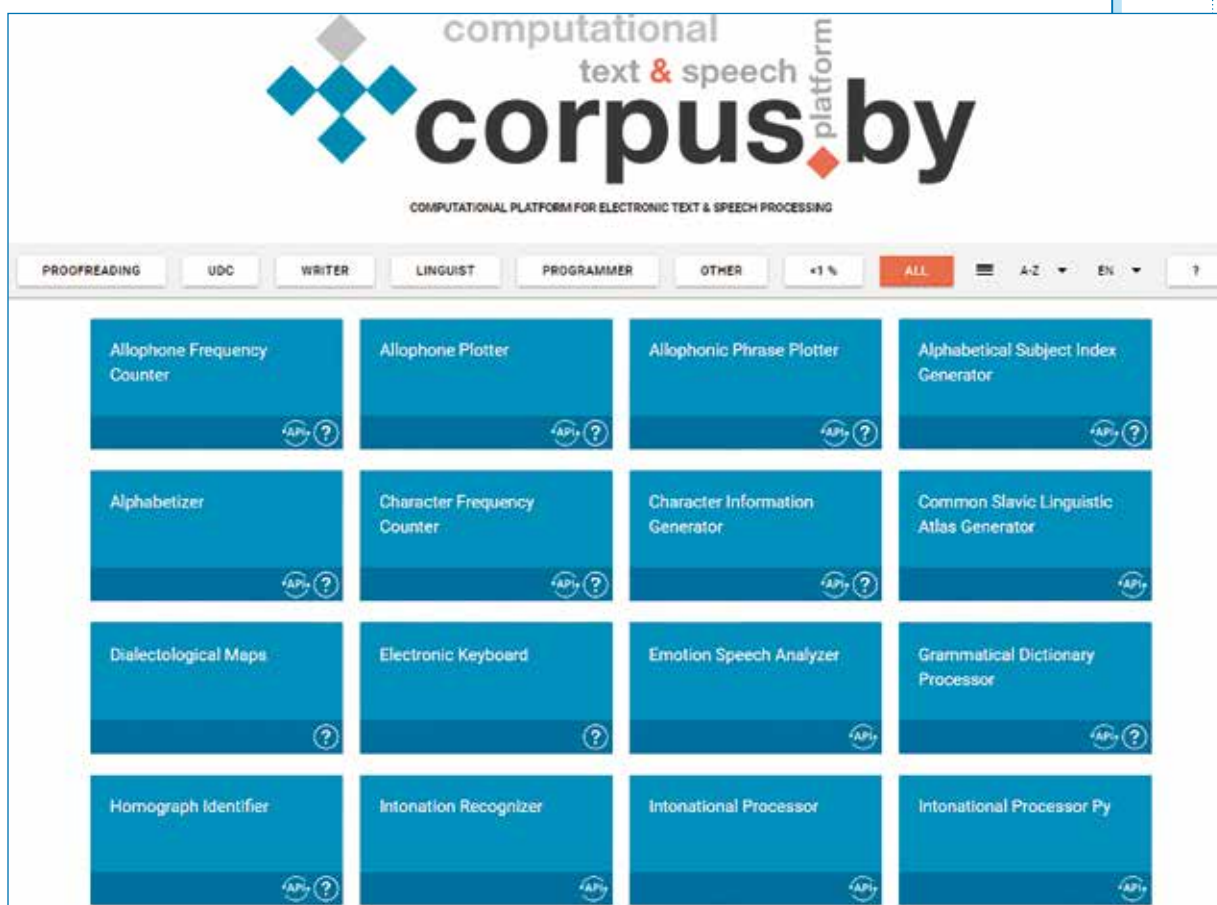 computational
text & speech
platform
corpus.by
COMPUTATIONAL PLATFORM FOR ELECTRONIC TEXT & SPEECH PROCESSING
PROOFREADING UDC WRITER LINGUIST PROGRAMMER OTHER <1 % ALL A-Z EN ?
Allophone Frequency
Counter
API ?
Allophone Plotter
API ?
Allophonic Phrase Plotter
API ?
Alphabetical Subject Index
Generator
API ?
Alphabetizer
API ?
Character Frequency
Counter
API ?
Character Information
Generator
API ?
Common Slavic Linguistic
Atlas Generator
API
Dialectological Maps
?
Electronic Keyboard
?
Emotion Speech Analyzer
API
Grammatical Dictionary
Processor
API ?
Homograph Identifier
API ?
Intonation Recognizer
API
Intonational Processor
API
Intonational Processor Py
API